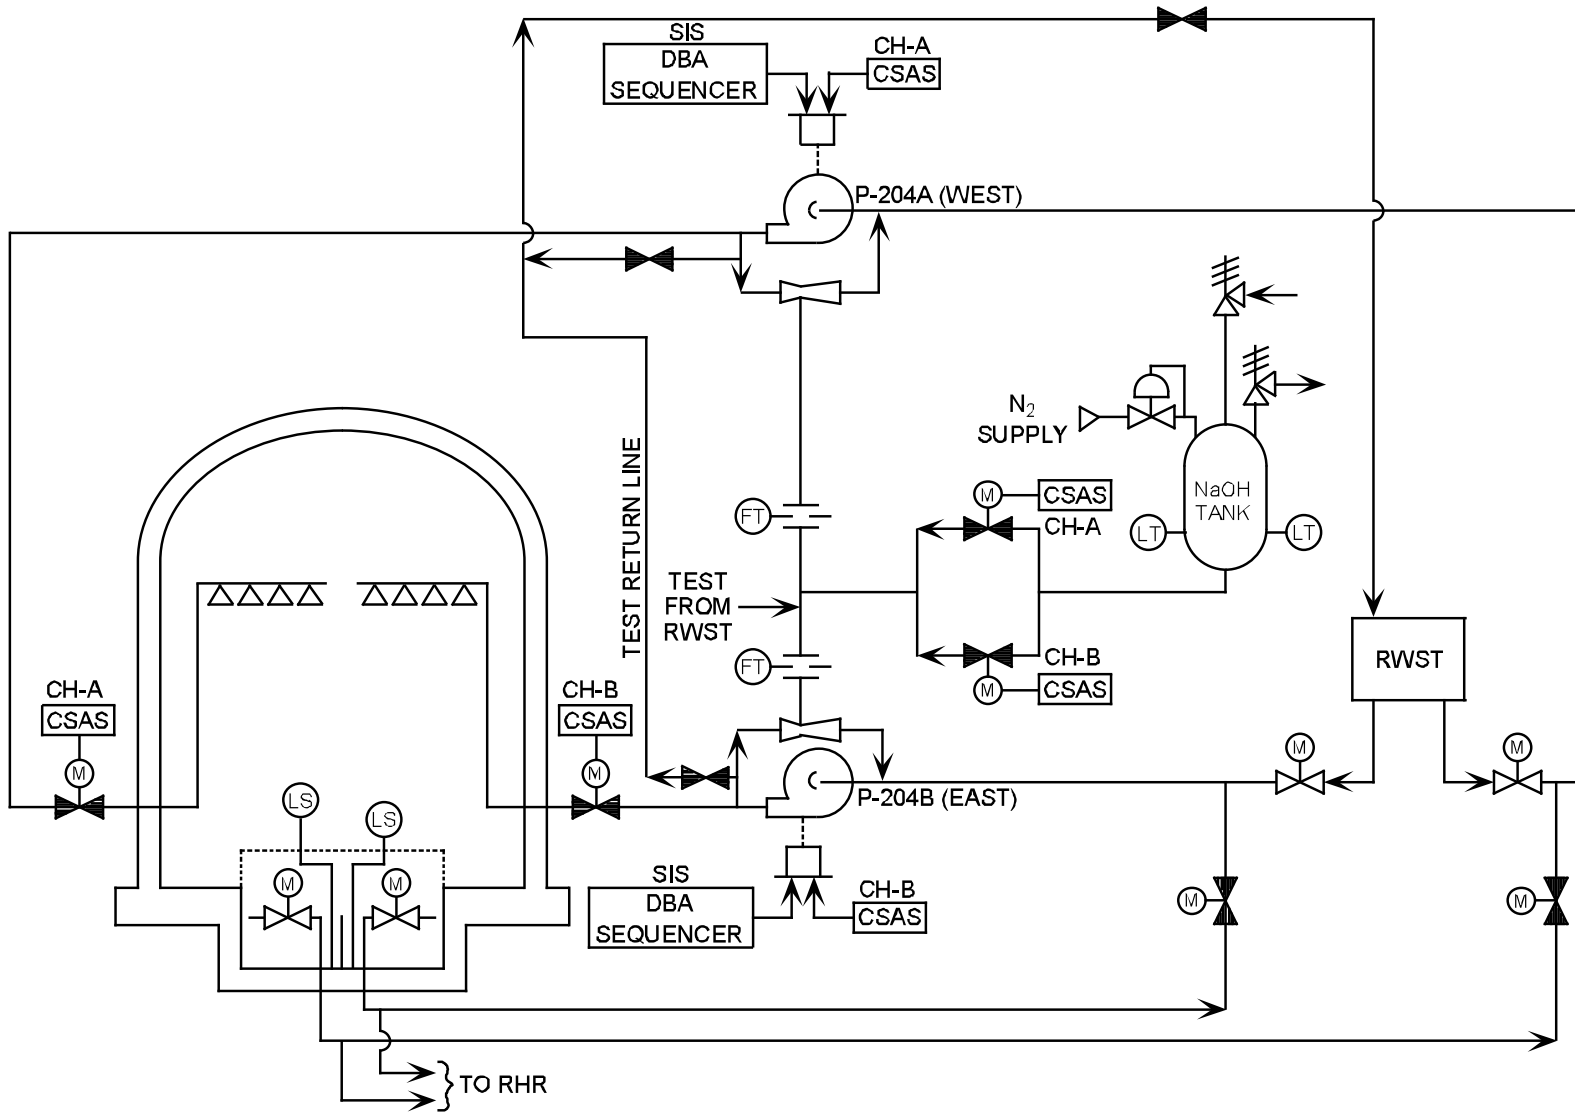 SIS
DBA
SEQUENCER
CH-A
CSAS
P-204A (WEST)
N2
SUPPLY
NaOH
TANK
LT
LT
M
CSAS
CH-A
FT
TEST RETURN LINE
TEST
FROM
RWST
FT
CH-B
M
CSAS
RWST
CH-A
CSAS
M
CH-B
CSAS
M
M
M
LS
LS
M
M
P-204B (EAST)
SIS
DBA
SEQUENCER
CH-B
CSAS
M
M
TO RHR